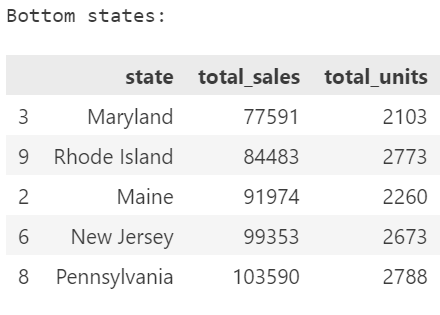 Bottom states:
state total_sales total_units
3 Maryland 77591 2103
9 Rhode Island 84483 2773
2 Maine 91974 2260
6 New Jersey 99353 2673
8 Pennsylvania 103590 2788